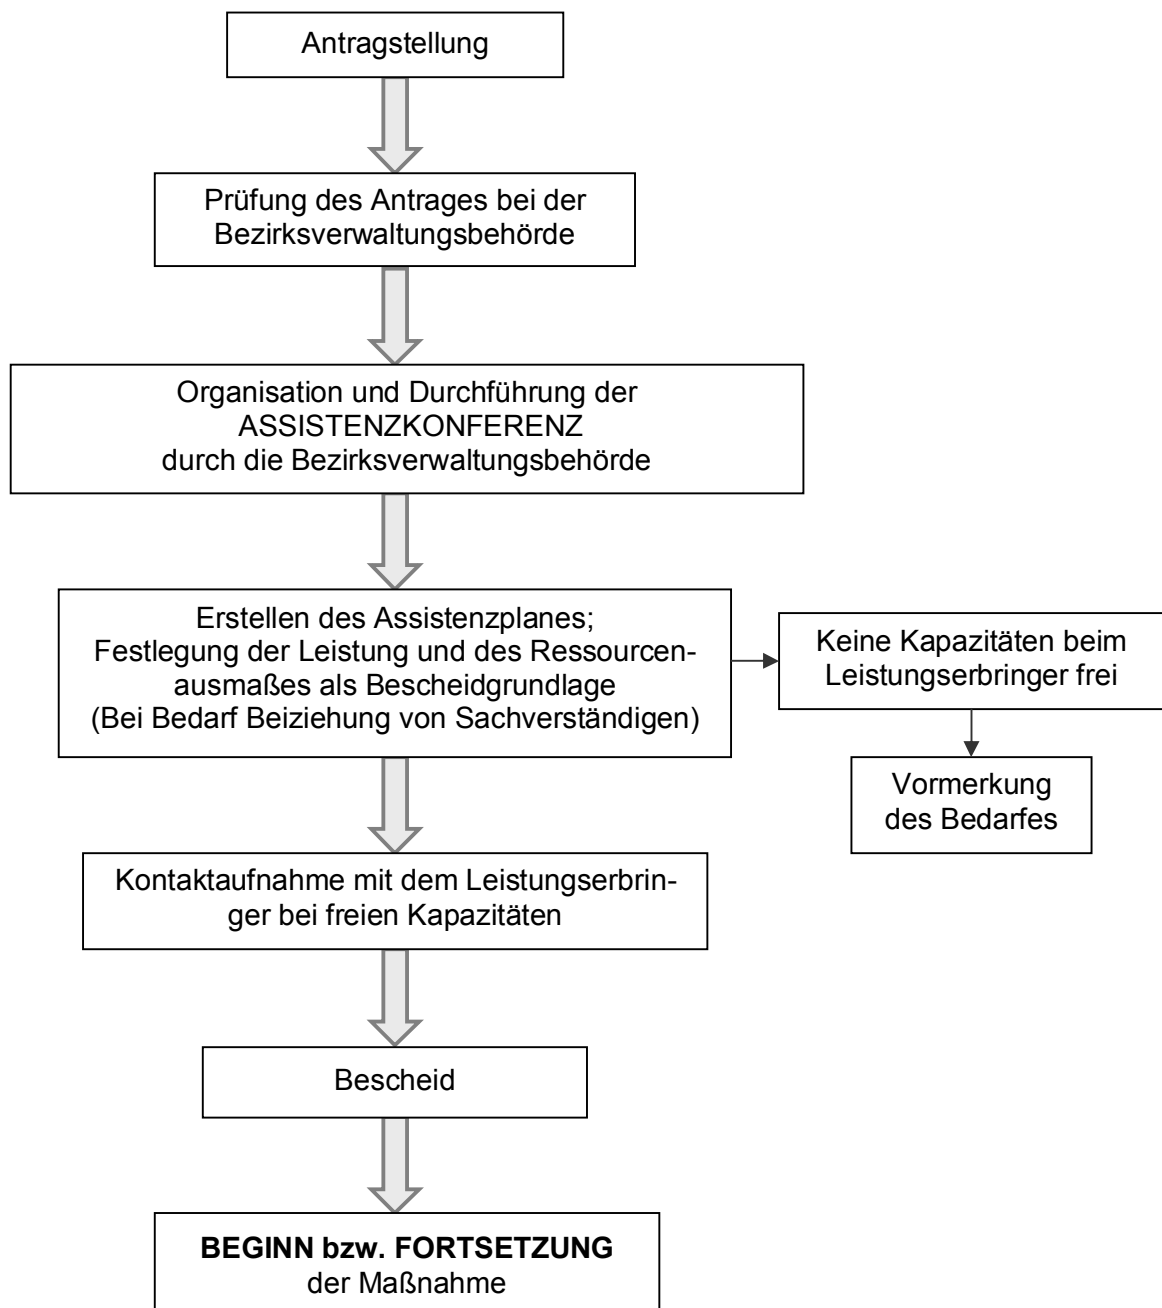 Antragstellung
Prüfung des Antrages bei der
Bezirksverwaltungsbehörde
Organisation und Durchführung der
ASSISTENZKONFERENZ
durch die Bezirksverwaltungsbehörde
Erstellen des Assistenzplanes;
Festlegung der Leistung und des Ressourcen-
ausmaßes als Bescheidgrundlage
(Bei Bedarf Beiziehung von Sachverständigen)
Keine Kapazitäten beim
Leistungserbringer frei
Vormerkung
des Bedarfes
Kontaktaufnahme mit dem Leistungserbrin-
ger bei freien Kapazitäten
Bescheid
BEGINN bzw. FORTSETZUNG
der Maßnahme